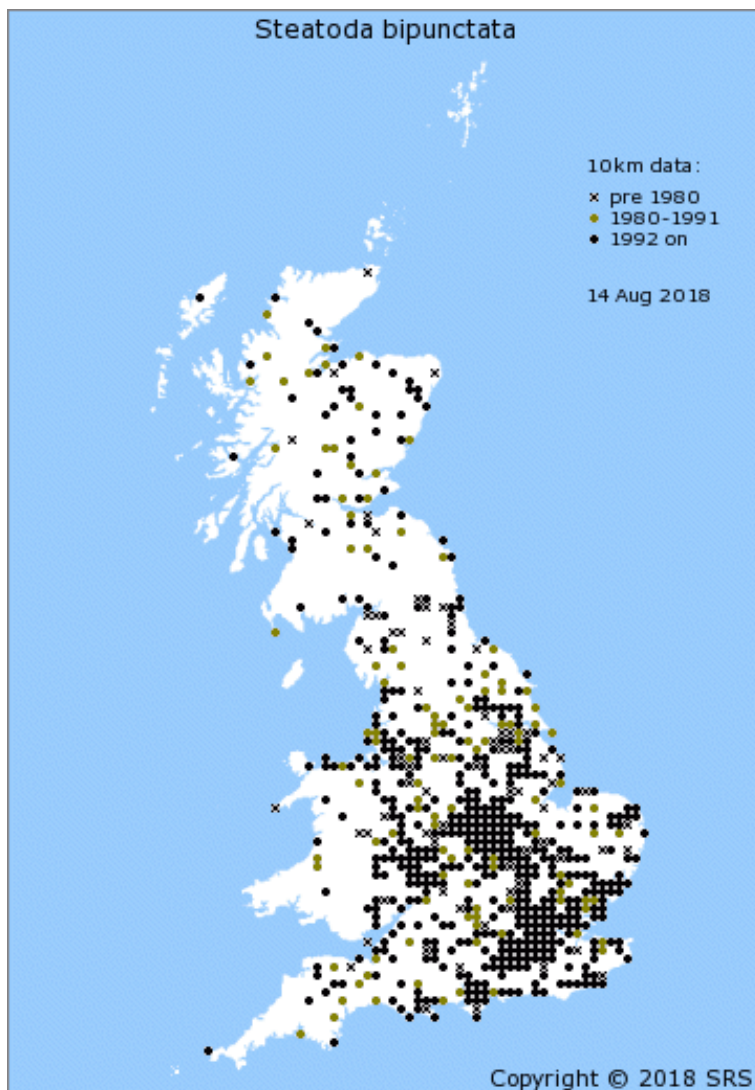 Steatoda bipunctata
10km data:
pre 1980
1980-1991
1992 on
14 Aug 2018
Copyright © 2018 SRS